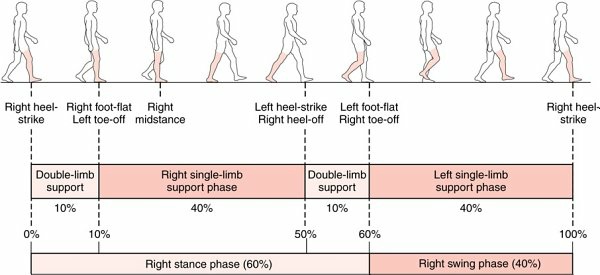 Right heel-
strike
Right foot-flat
Left toe-off
Right
midstance
Left heel-strike
Right heel-off
Left foot-flat
Right toe-off
Right heel-
strike
Double-limb
support
Right single-limb
support phase
Double-limb
support
Left single-limb
support phase
10% 40% 10% 40%
0% 10% 50% 60% 100%
Right stance phase (60%) Right swing phase (40%)